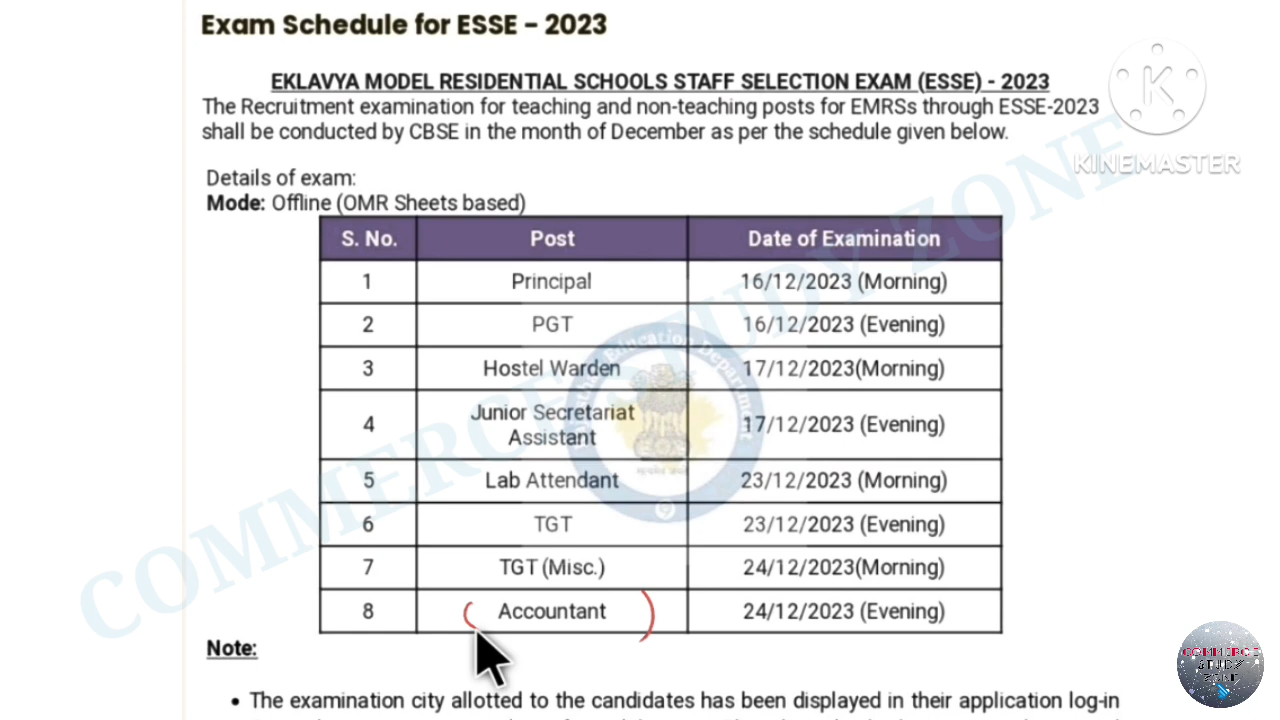 Exam Schedule for ESSE – 2023
EKLAVYA MODEL RESIDENTIAL SCHOOLS STAFF SELECTION EXAM (ESSE) - 2023
The Recruitment examination for teaching and non-teaching posts for EMRSs through ESSE-2023
shall be conducted by CBSE in the month of December as per the schedule given below.
Details of exam:
Mode: Offline (OMR Sheets based)
S. No. Post Date of Examination
1 Principal 16/12/2023 (Morning)
2 PGT 16/12/2023 (Evening)
3 Hostel Warden 17/12/2023(Morning)
4 Junior Secretariat
Assistant 17/12/2023 (Evening)
5 Lab Attendant 23/12/2023 (Morning)
6 TGT 23/12/2023 (Evening)
7 TGT (Misc.) 24/12/2023(Morning)
8 Accountant 24/12/2023 (Evening)
Note:
• The examination city allotted to the candidates has been displayed in their application log-in
K
KINEMASTER
COMMERCE STUDY ZONE
Education Department
COMMERCE
STUDY
ZONE